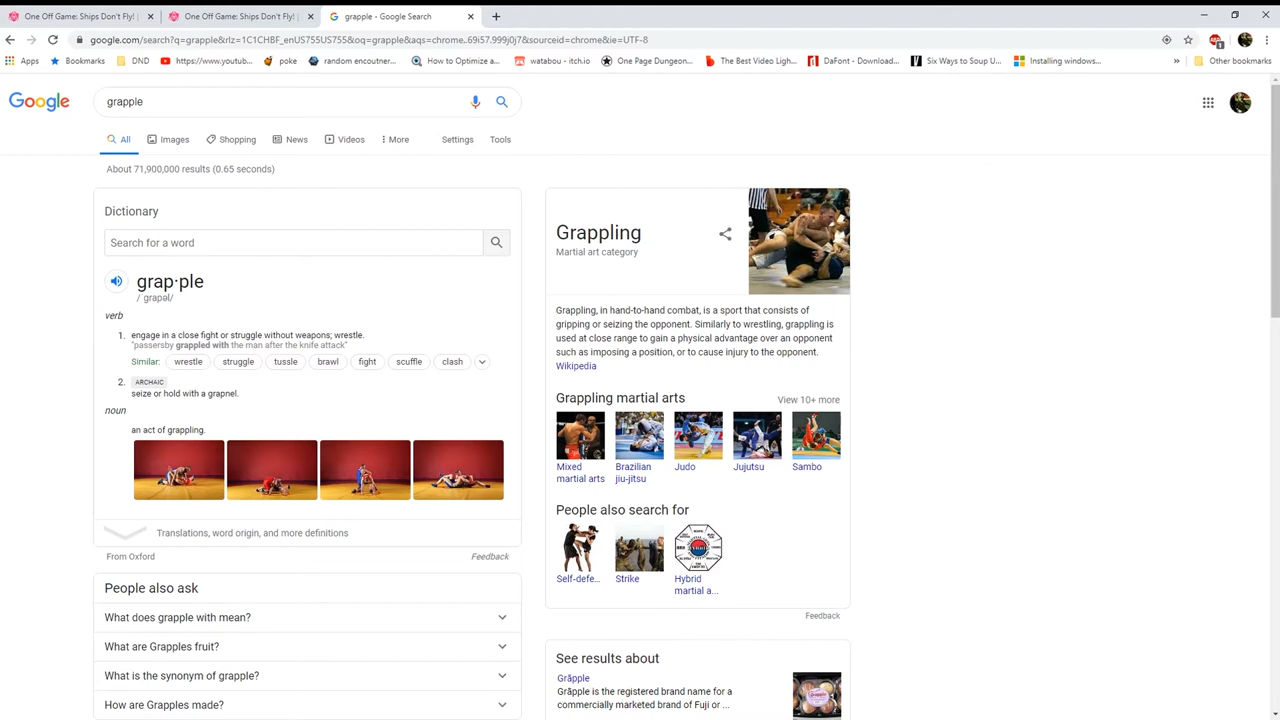 One Off Game: Ships Don't Fly! |
One Off Game: Ships Don't Fly! |
grapple - Google Search
google.com/search?q=grapple&rlz=1C1CHBF_enUS755US755&oq=grapple&aqs=chrome..69i57.999j0j7&sourceid=chrome&ie=UTF-8
Apps Bookmarks DND https://www.youtub... poke random encoutner... How to Optimize a... watabou - itch.io One Page Dungeon... The Best Video Ligh... DaFont - Download... Six Ways to Soup U... Installing windows... » Other bookmarks
Google
grapple
All Images Shopping News Videos More Settings Tools
About 71,900,000 results (0.65 seconds)
Dictionary
Search for a word
grap·ple
/ˈɡrapəl/
verb
1. engage in a close fight or struggle without weapons; wrestle.
"passersby grappled with the man after the knife attack"
Similar: wrestle struggle tussle brawl fight scuffle clash
2. ARCHAIC
seize or hold with a grapnel.
noun
an act of grappling.
Translations, word origin, and more definitions
From Oxford
Feedback
People also ask
What does grapple with mean?
What are Grapples fruit?
What is the synonym of grapple?
How are Grapples made?
Grappling
Martial art category
Grappling, in hand-to-hand combat, is a sport that consists of
gripping or seizing the opponent. Similarly to wrestling, grappling is
used at close range to gain a physical advantage over an opponent
such as imposing a position, or to cause injury to the opponent.
Wikipedia
Grappling martial arts
View 10+ more
Mixed martial arts
Brazilian jiu-jitsu
Judo
Jujutsu
Sambo
People also search for
Self-defe...
Strike
Hybrid martial a...
Feedback
See results about
Grāpple
Grāpple is the registered brand name for a
commercially marketed brand of Fuji or ...